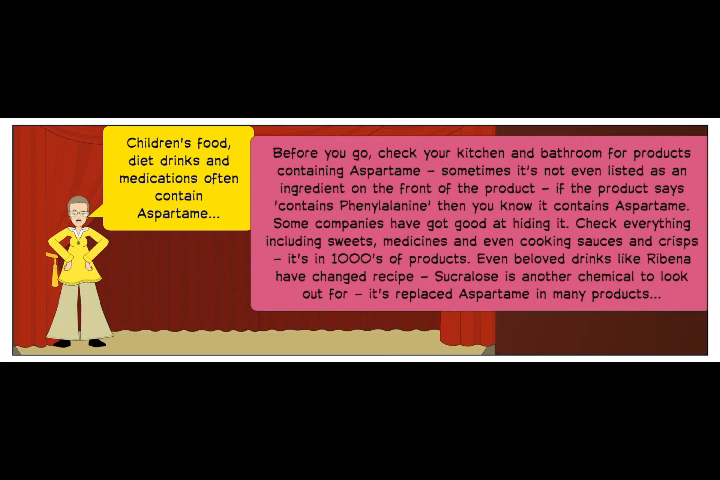 Children's food,
diet drinks and
medications often
contain
Aspartame...
Before you go, check your kitchen and bathroom for products
containing Aspartame - sometimes it's not even listed as an
ingredient on the front of the product - if the product says
'contains Phenylalanine' then you know it contains Aspartame.
Some companies have got good at hiding it. Check everything
including sweets, medicines and even cooking sauces and crisps
- it's in 1000's of products. Even beloved drinks like Ribena
have changed recipe - Sucralose is another chemical to look
out for - it's replaced Aspartame in many products...